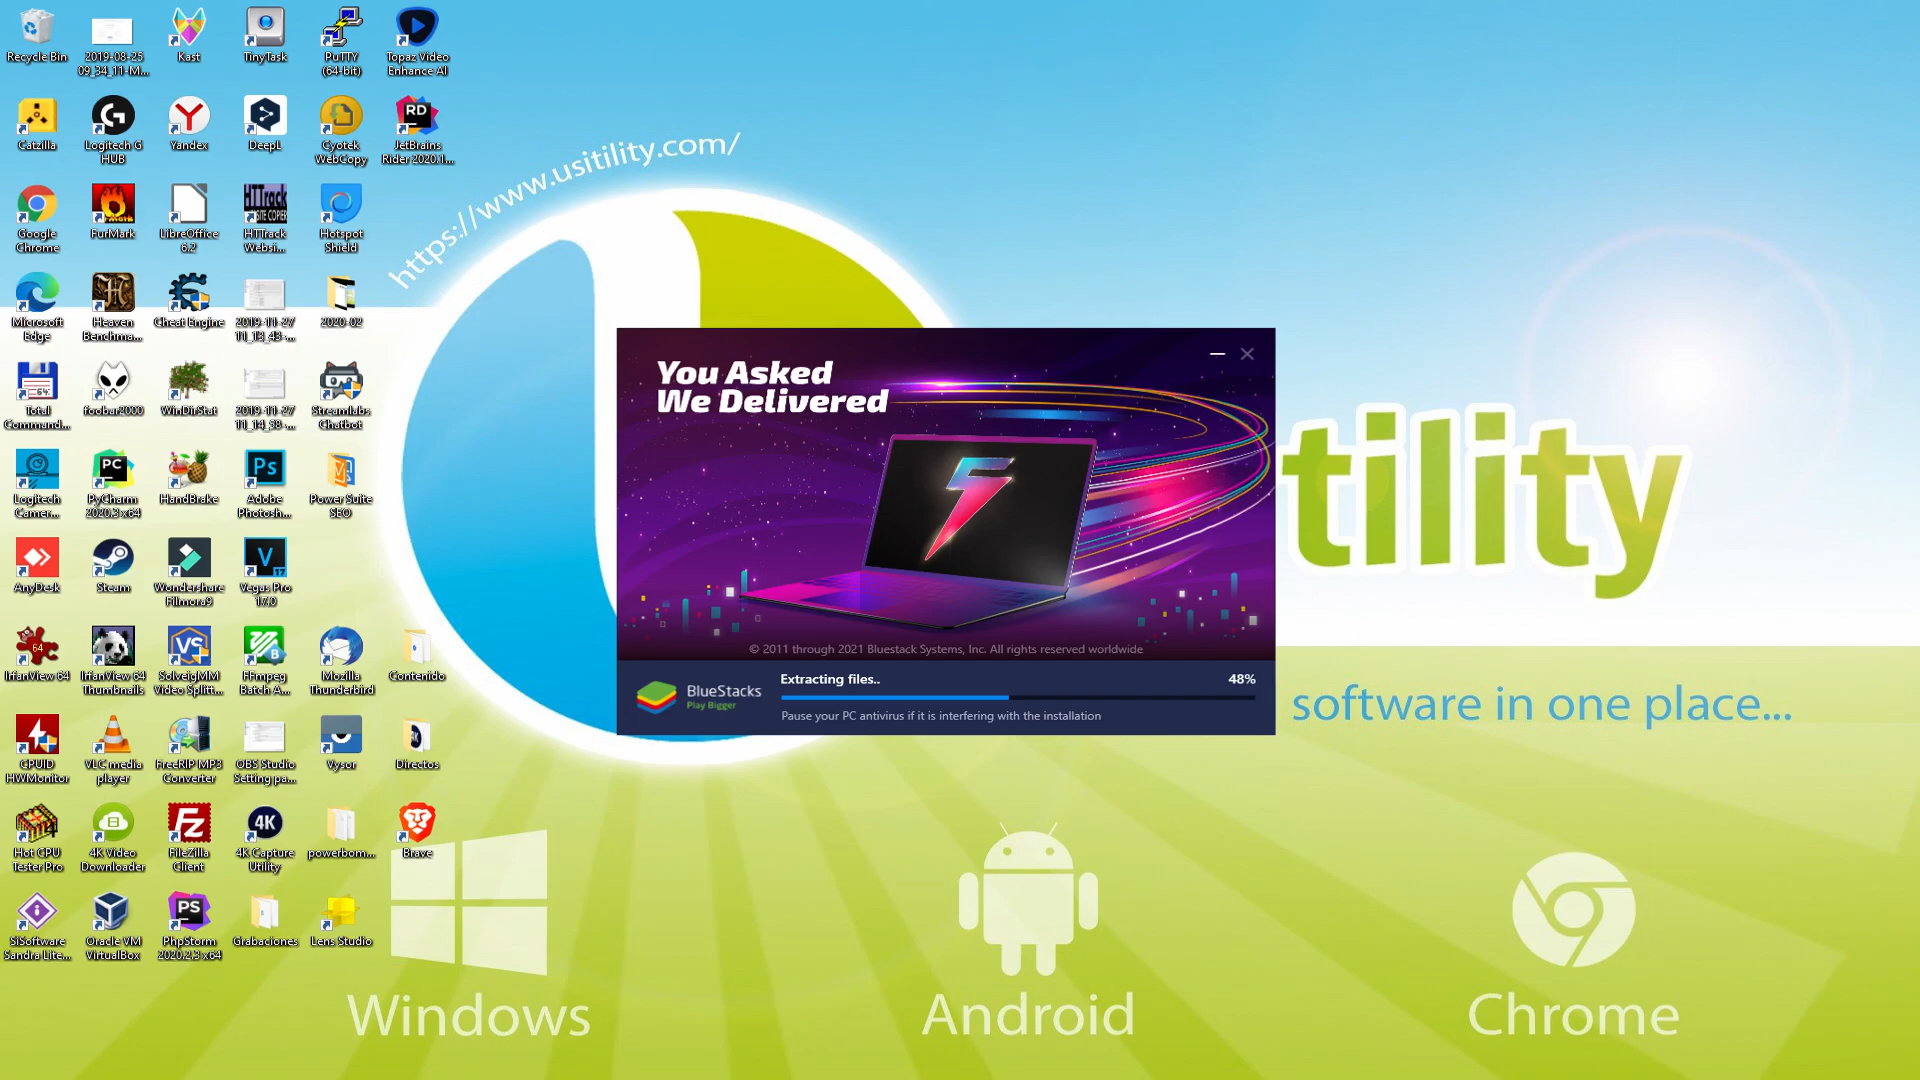 Recycle Bin
2019-08-25
09_34_11-M...
Kast
TinyTask
PuTTY
(64-bit)
Topaz Video
Enhance AI
Catzilla
Logitech G
HUB
Yandex
DeepL
Cyotek
WebCopy
JetBrains
Rider 2020.1...
Google
Chrome
FurMark
LibreOffice
6.2
HTTrack
Websi...
Hotspot
Shield
Microsoft
Edge
Heaven
Benchma...
Cheat Engine
2019-11-27
11_13_43-...
2020-02
Total
Command...
foobar2000
WinDirStat
2019-11-27
11_14_38-...
Streamlabs
Chatbot
Logitech
Camer...
PyCharm
2020.3 x64
HandBrake
Adobe
Photosh...
Power Suite
SEO
AnyDesk
Steam
Wondershare
Filmora9
Vegas Pro
17.0
IrfanView 64
IrfanView 64
Thumbnails
SolveigMM
Video Splitt...
FFmpeg
Batch A...
Mozilla
Thunderbird
Contenido
CPUID
HWMonitor
VLC media
player
FreeRIP MP3
Converter
OBS Studio
Setting pa...
Vysor
Directos
Hot CPU
Tester Pro
4K Video
Downloader
FileZilla
Client
4K Capture
Utility
powerbom...
Brave
SiSoftware
Sandra Lite...
Oracle VM
VirtualBox
PhpStorm
2020.2.3 x64
Grabaciones
Lens Studio
https://www.usitility.com/
You Asked
We Delivered
© 2011 through 2021 Bluestack Systems, Inc. All rights reserved worldwide
BlueStacks
Play Bigger
Extracting files..
48%
Pause your PC antivirus if it is interfering with the installation
tility
software in one place...
Windows
Android
Chrome